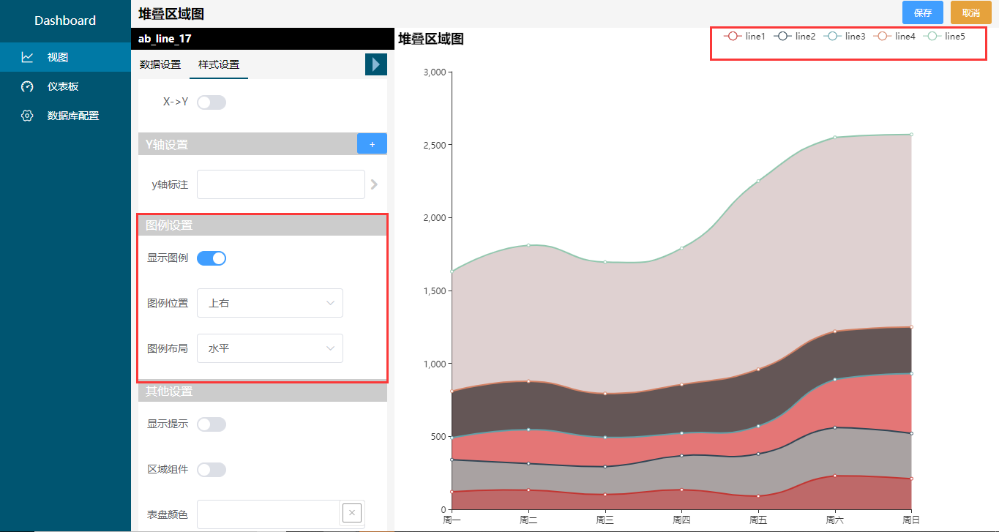 Dashboard
视图
仪表板
数据库配置
堆叠区域图
保存
取消
ab_line_17
数据设置
样式设置
X->Y
Y轴设置
+
y轴标注
图例设置
显示图例
图例位置
上右
图例布局
水平
其他设置
显示提示
区域组件
表盘颜色
堆叠区域图
line1 line2 line3 line4 line5
3,000
2,500
2,000
1,500
1,000
500
0
周一 周二 周三 周四 周五 周六 周日